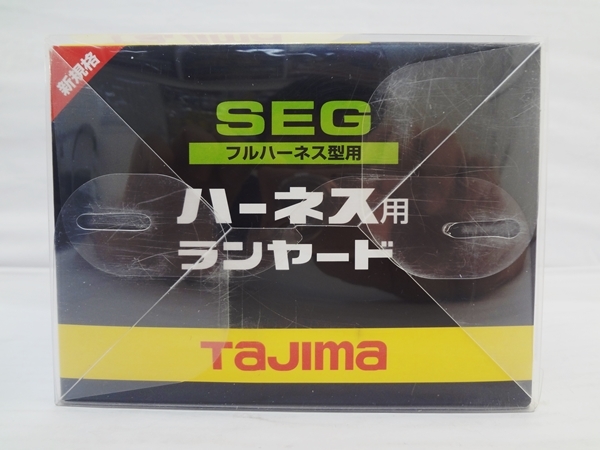 新規格
SEG
フルハーネス型用
ハーネス用
ランヤード
TaJima